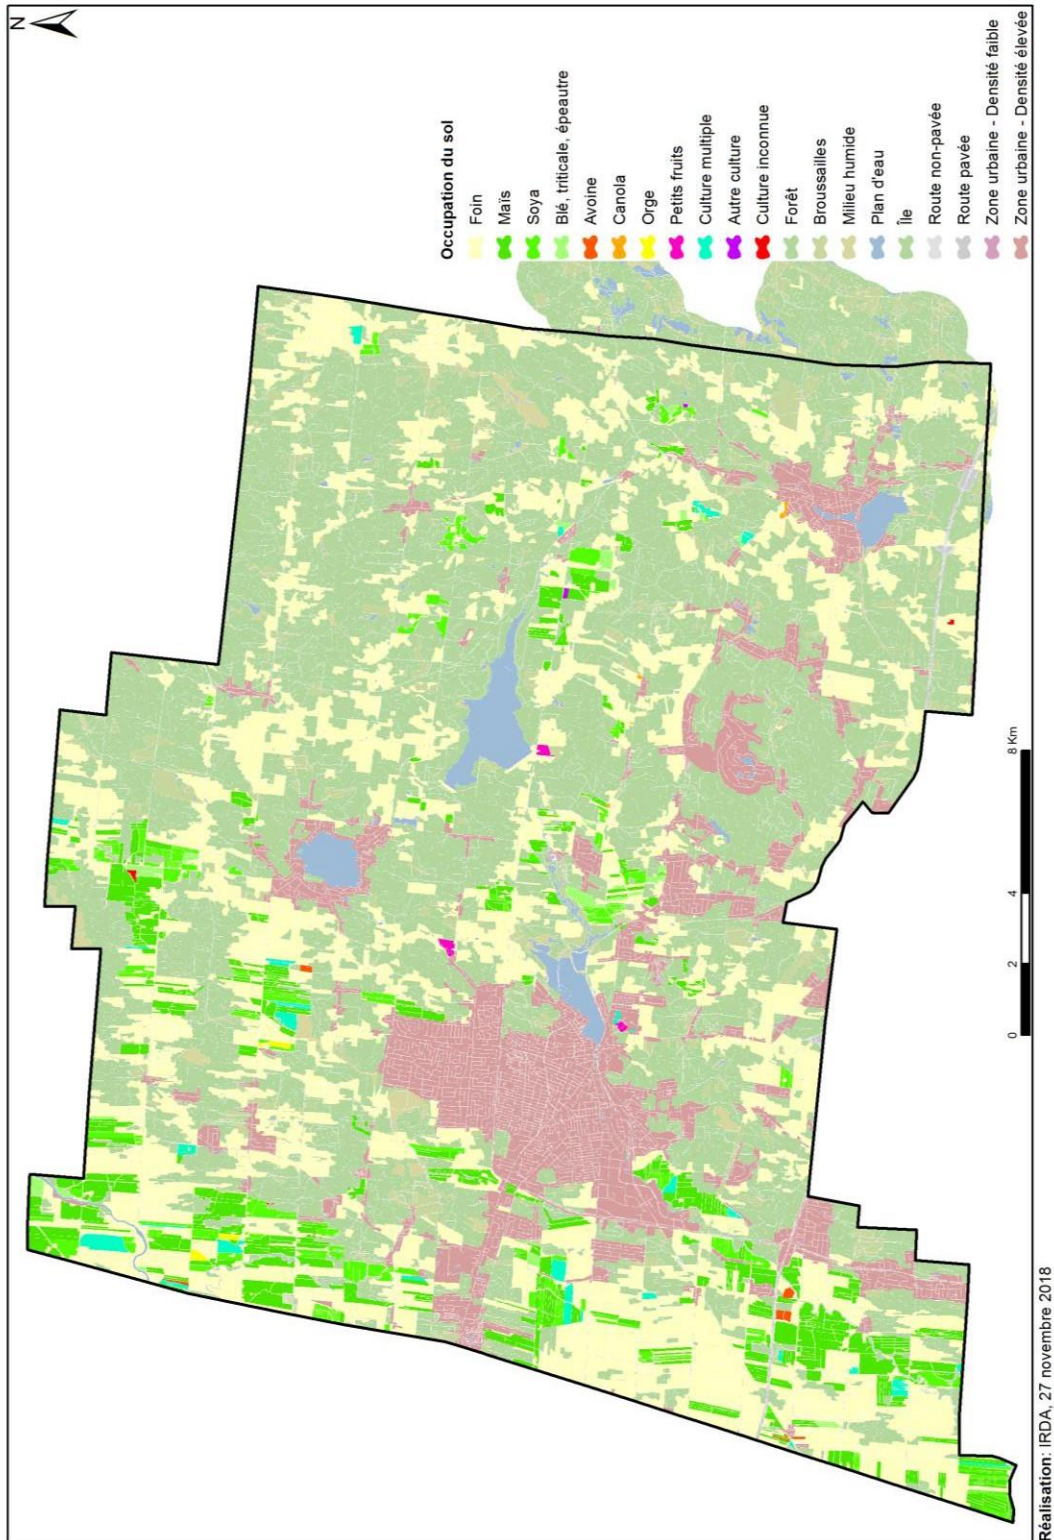 N
Occupation du sol
Foin
Maïs
Soya
Blé, triticale, épeautre
Avoine
Canola
Orge
Petits fruits
Culture multiple
Autre culture
Culture inconnue
Forêt
Broussailles
Milieu humide
Plan d'eau
Île
Route non-pavée
Route pavée
Zone urbaine - Densité faible
Zone urbaine - Densité élevée
0 2 4 8 Km
Réalisation: IRDA, 27 novembre 2018